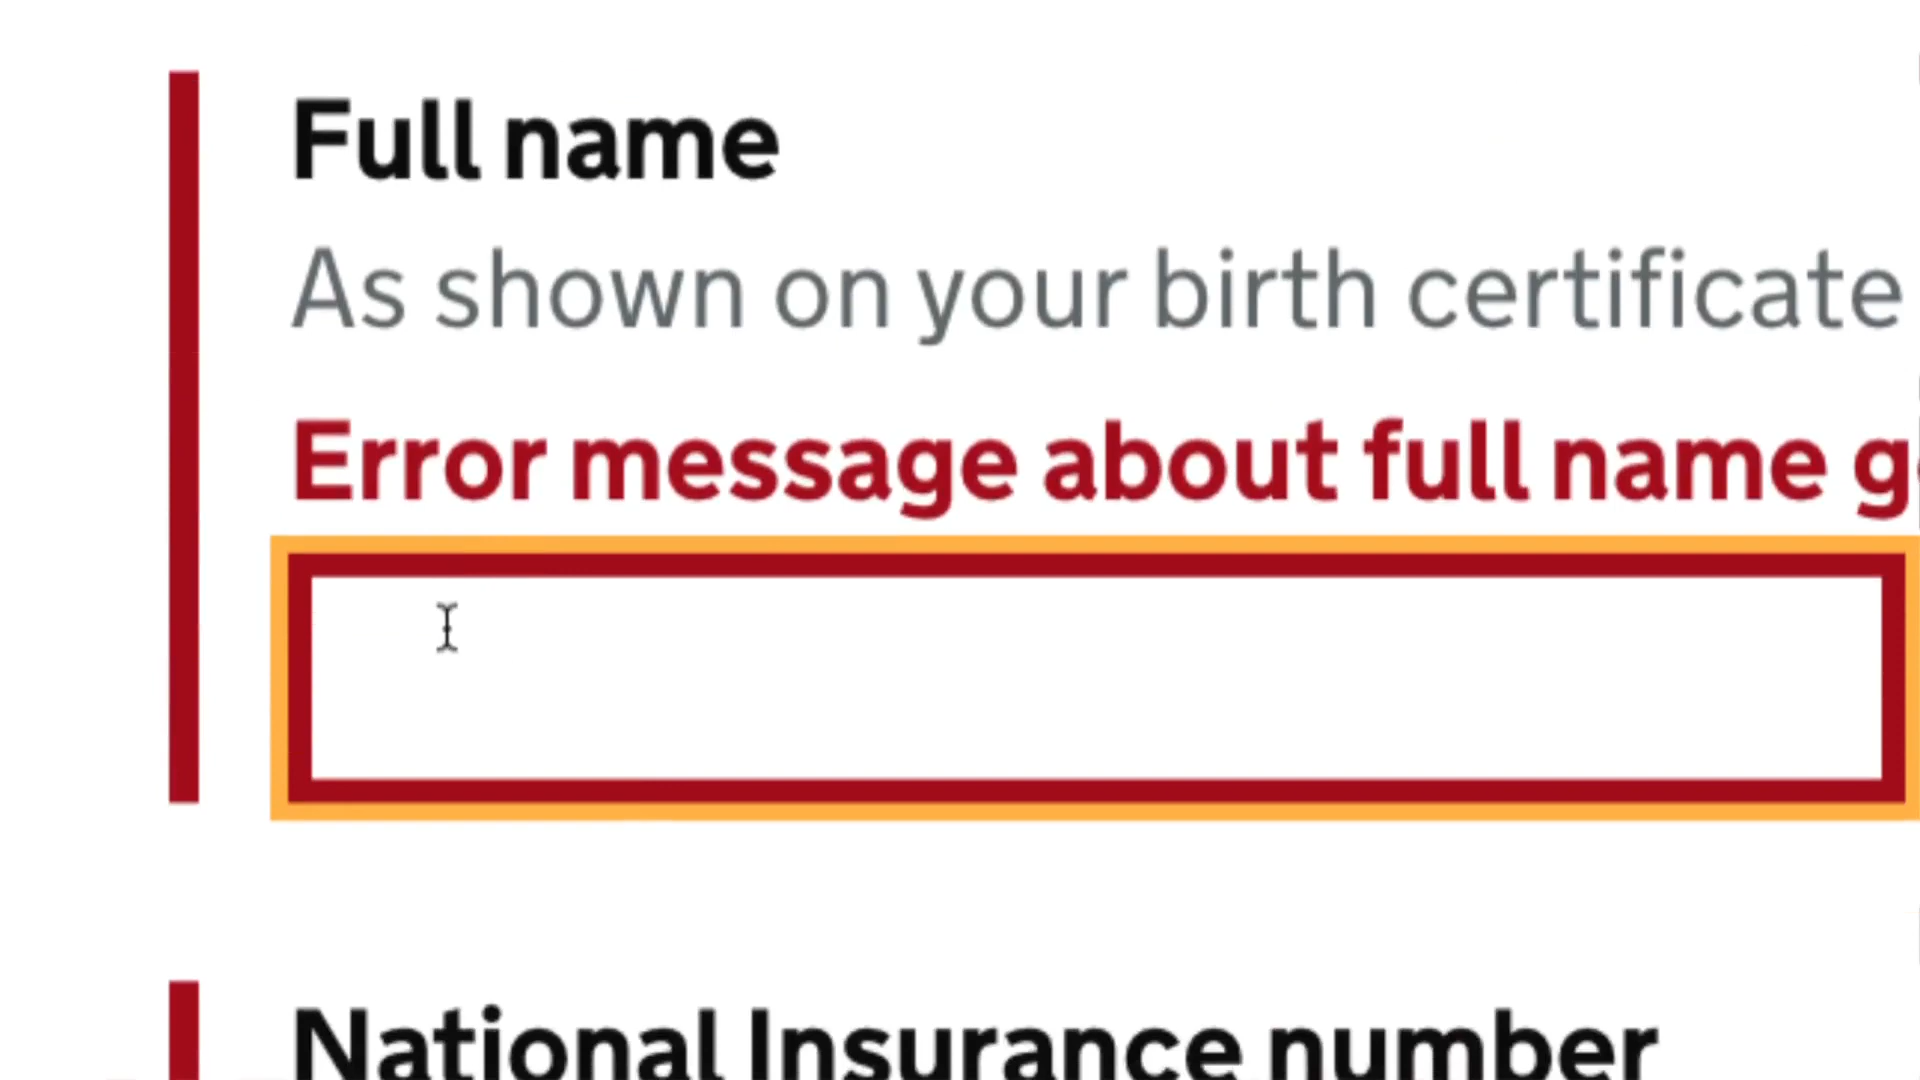 Full name
As shown on your birth certificate
Error message about full name
National Insurance number